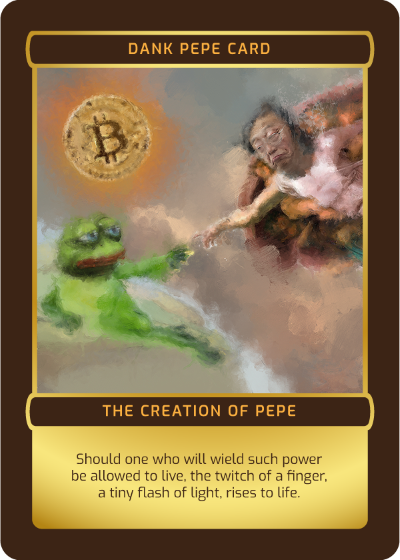 DANK PEPE CARD
₿
THE CREATION OF PEPE
Should one who will wield such power
be allowed to live, the twitch of a finger,
a tiny flash of light, rises to life.